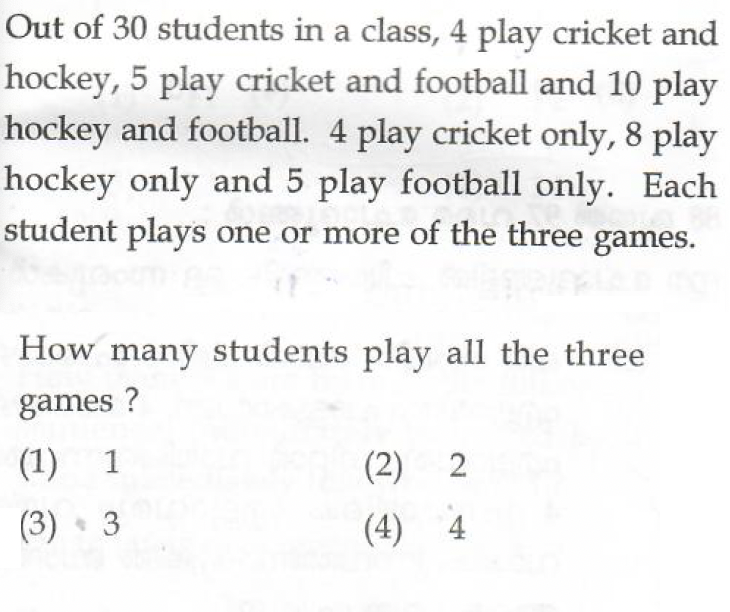 Out of 30 students in a class, 4 play cricket and
hockey, 5 play cricket and football and 10 play
hockey and football. 4 play cricket only, 8 play
hockey only and 5 play football only. Each
student plays one or more of the three games.
How many students play all the three
games ?
(1) 1 (2) 2
(3) 3 (4) 4